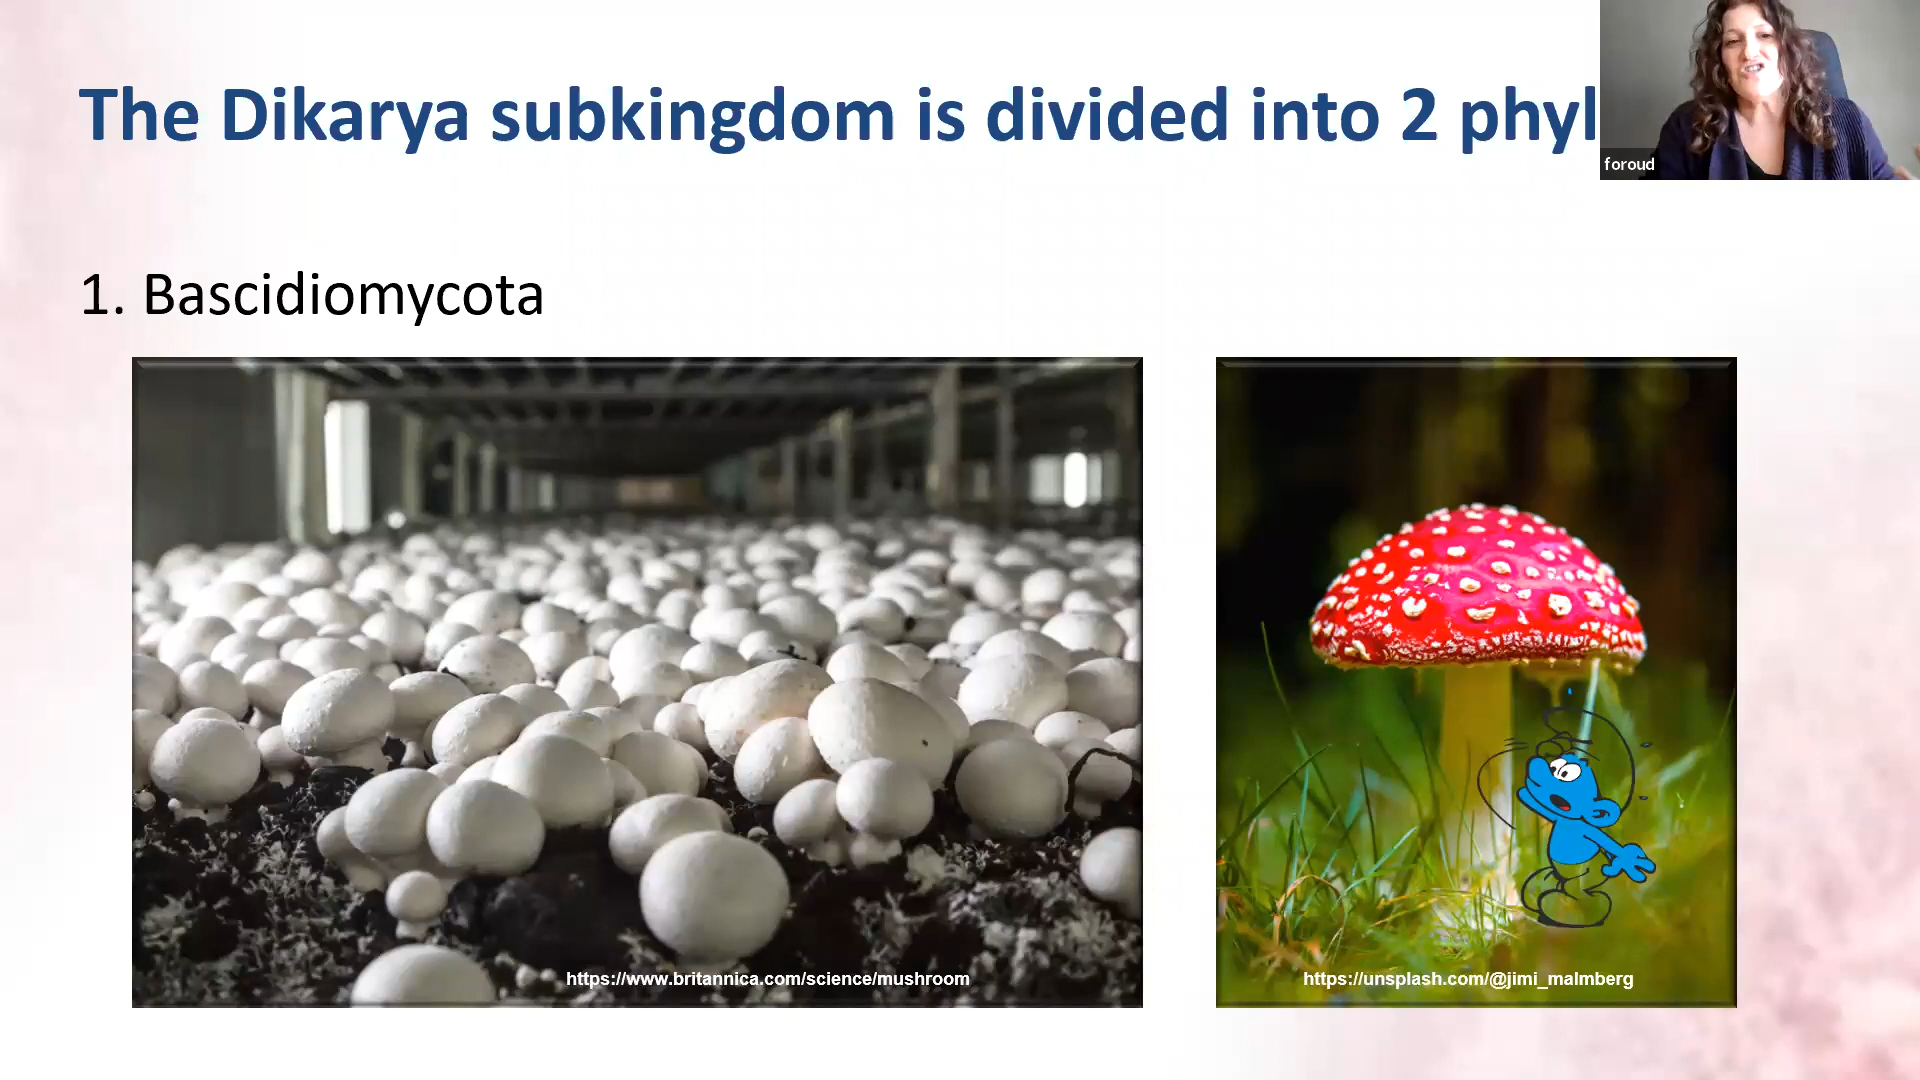 The Dikarya subkingdom is divided into 2 phyl
foroud
1. Bascidiomycota
https://www.britannica.com/science/mushroom
https://unsplash.com/@jimi_malmberg